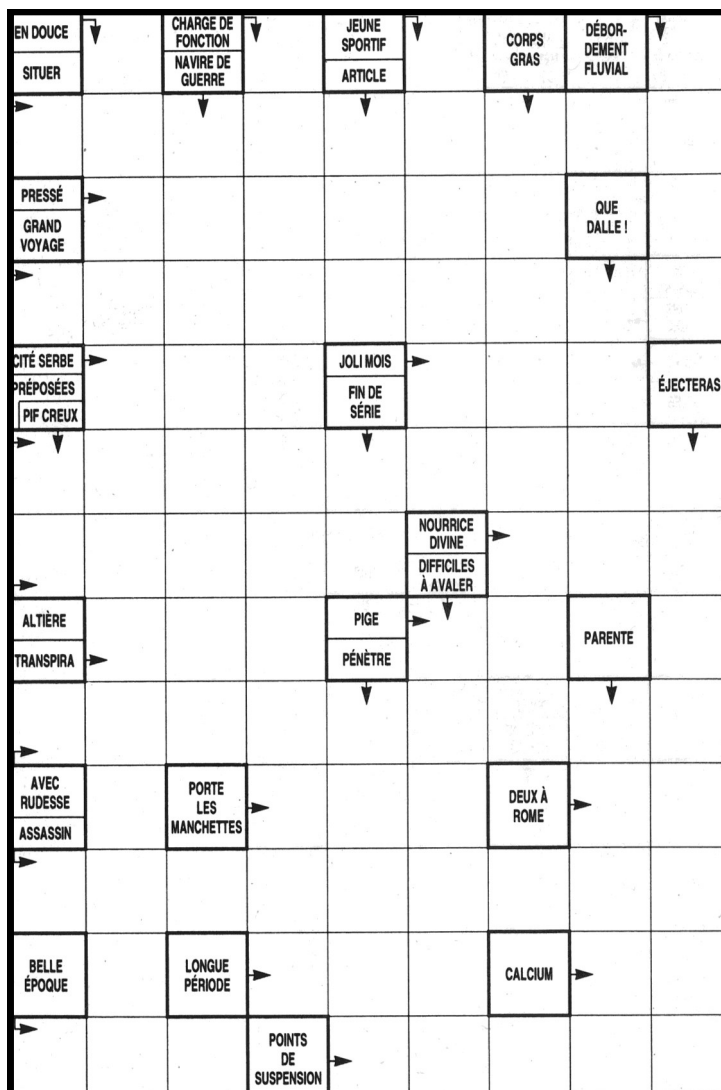 EN DOUCE
SITUER
CHARGE DE
FONCTION
NAVIRE DE
GUERRE
JEUNE
SPORTIF
ARTICLE
CORPS
GRAS
DÉBOR-
DEMENT
FLUVIAL
PRESSÉ
GRAND
VOYAGE
QUE
DALLE !
CITÉ SERBE
PRÉPOSÉES
PIF CREUX
JOLI MOIS
FIN DE
SÉRIE
ÉJECTERAS
NOURRICE
DIVINE
DIFFICILES
À AVALER
ALTIÈRE
TRANSPIRA
PIGE
PÉNÈTRE
PARENTE
AVEC
RUDESSE
ASSASSIN
PORTE
LES
MANCHETTES
DEUX À
ROME
BELLE
ÉPOQUE
LONGUE
PÉRIODE
CALCIUM
POINTS
DE
SUSPENSION